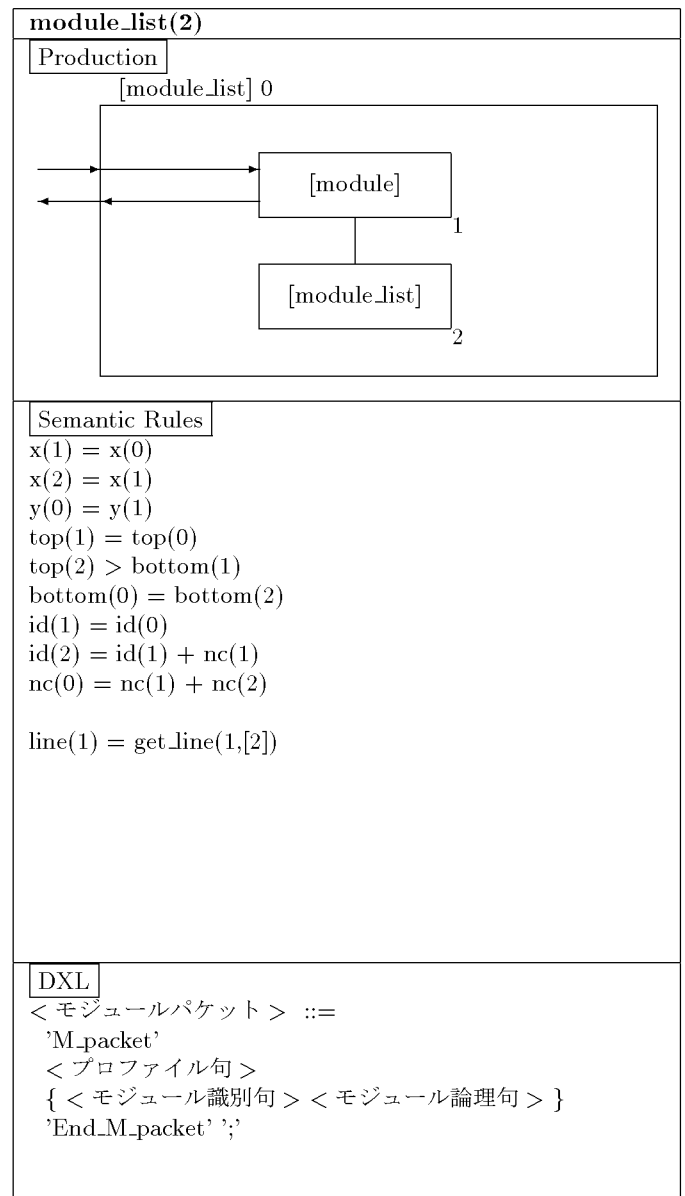 module_list(2)
Production
[module_list] 0
[module]
1
[module_list]
2
Semantic Rules
x(1) = x(0)
x(2) = x(1)
y(0) = y(1)
top(1) = top(0)
top(2) > bottom(1)
bottom(0) = bottom(2)
id(1) = id(0)
id(2) = id(1) + nc(1)
nc(0) = nc(1) + nc(2)
line(1) = get_line(1,[2])
DXL
< モジュールパケット > ::=
'M_packet'
< プロファイル句 >
{ < モジュール識別句 > < モジュール論理句 > }
'End_M_packet' ';'